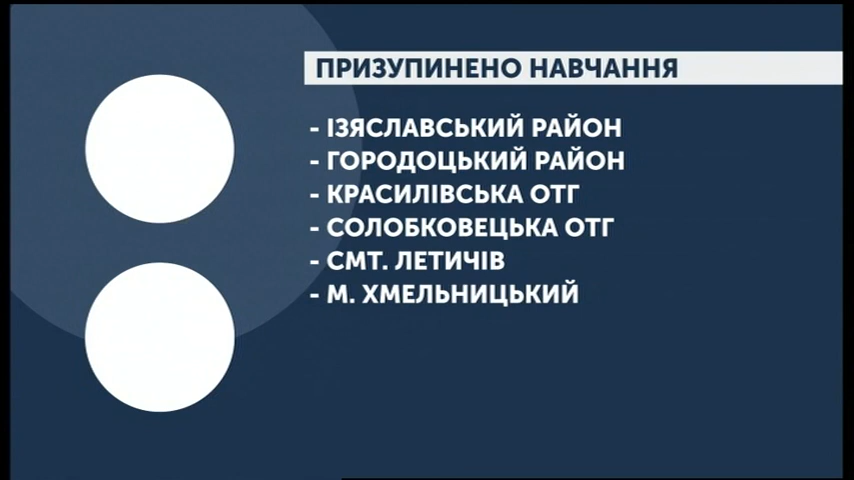 ПРИЗУПИНЕНО НАВЧАННЯ
- ІЗЯСЛАВСЬКИЙ РАЙОН
- ГОРОДОЦЬКИЙ РАЙОН
- КРАСИЛІВСЬКА ОТГ
- СОЛОБКОВЕЦЬКА ОТГ
- СМТ. ЛЕТИЧІВ
- М. ХМЕЛЬНИЦЬКИЙ